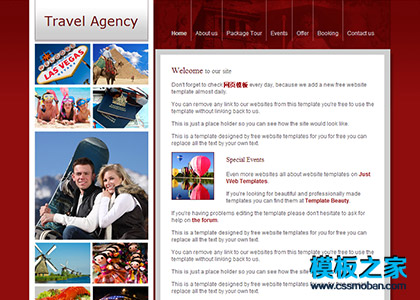 Travel Agency
Home
About us
Package Tour
Events
Offer
Booking
Contact us
WELCOME TO Fabulous LAS VEGAS NEVADA
Welcome to our site
Don't forget to check 网页模板 every day, because we add a new free website
template almost daily.
You can remove any link to our websites from this template you're free to use the
template without linking back to us.
This is just a place holder so you can see how the site would look like.
This is a template designed by free website templates for you for free you can
replace all the text by your own text.
Special Events
Even more websites all about website templates on Just
Web Templates.
If you're looking for beautiful and professionally made
templates you can find them at Template Beauty.
If you're having problems editing the template please don't hesitate to ask for
help on the forum.
This is a template designed by free website templates for you for free you can
replace all the text by your own text.
You can remove any link to our websites from this template you're free to use the
template without linking back to us.
This is just a place holder so you can see how the site would look like.
This is a template designed by free website templates for you for free you can
replace all the text by your own text.
模板之家
www.cssmoban.com